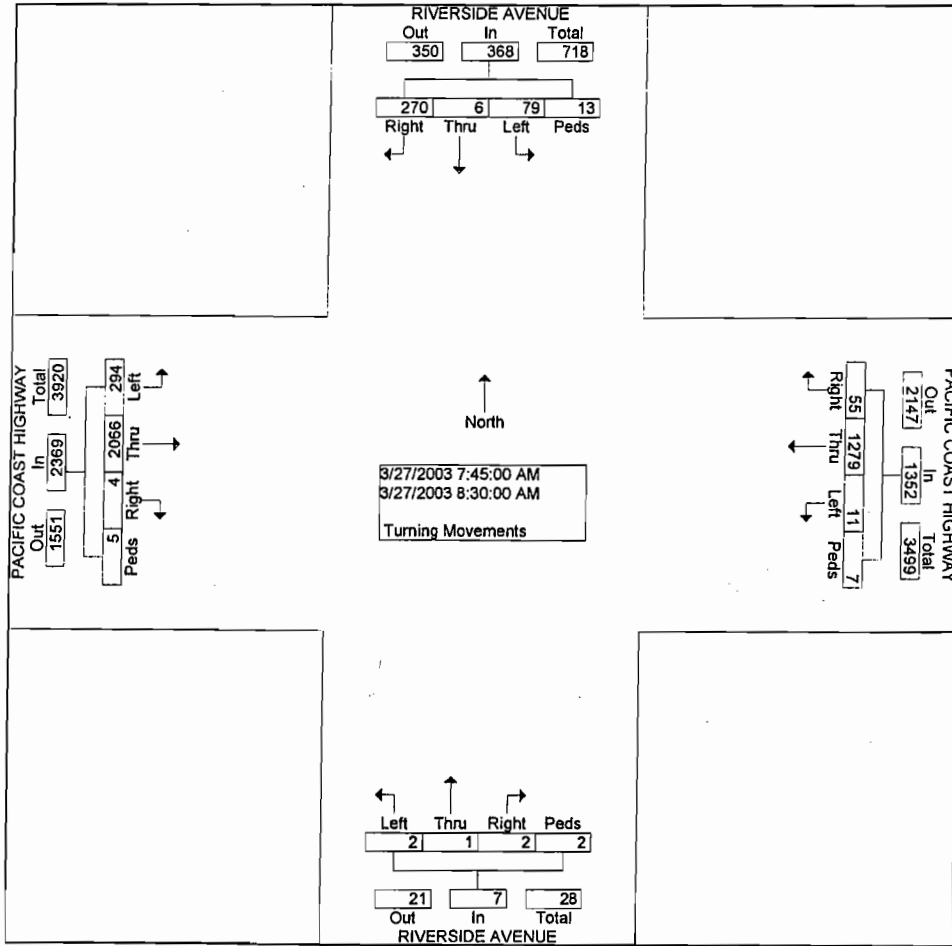 RIVERSIDE AVENUE
Out In Total
350 368 718
270 6 79 13
Right Thru Left Peds
PACIFIC COAST HIGHWAY
Total In Out
3920 2369 1551
294 2066 4 5
Left Thru Right Peds
North
3/27/2003 7:45:00 AM
3/27/2003 8:30:00 AM
Turning Movements
Right Thru Left Peds
55 1279 11 7
2147 1352 3499
Out In Total
PACIFIC COAST HIGHWAY
Left Thru Right Peds
2 1 2 2
21 7 28
Out In Total
RIVERSIDE AVENUE